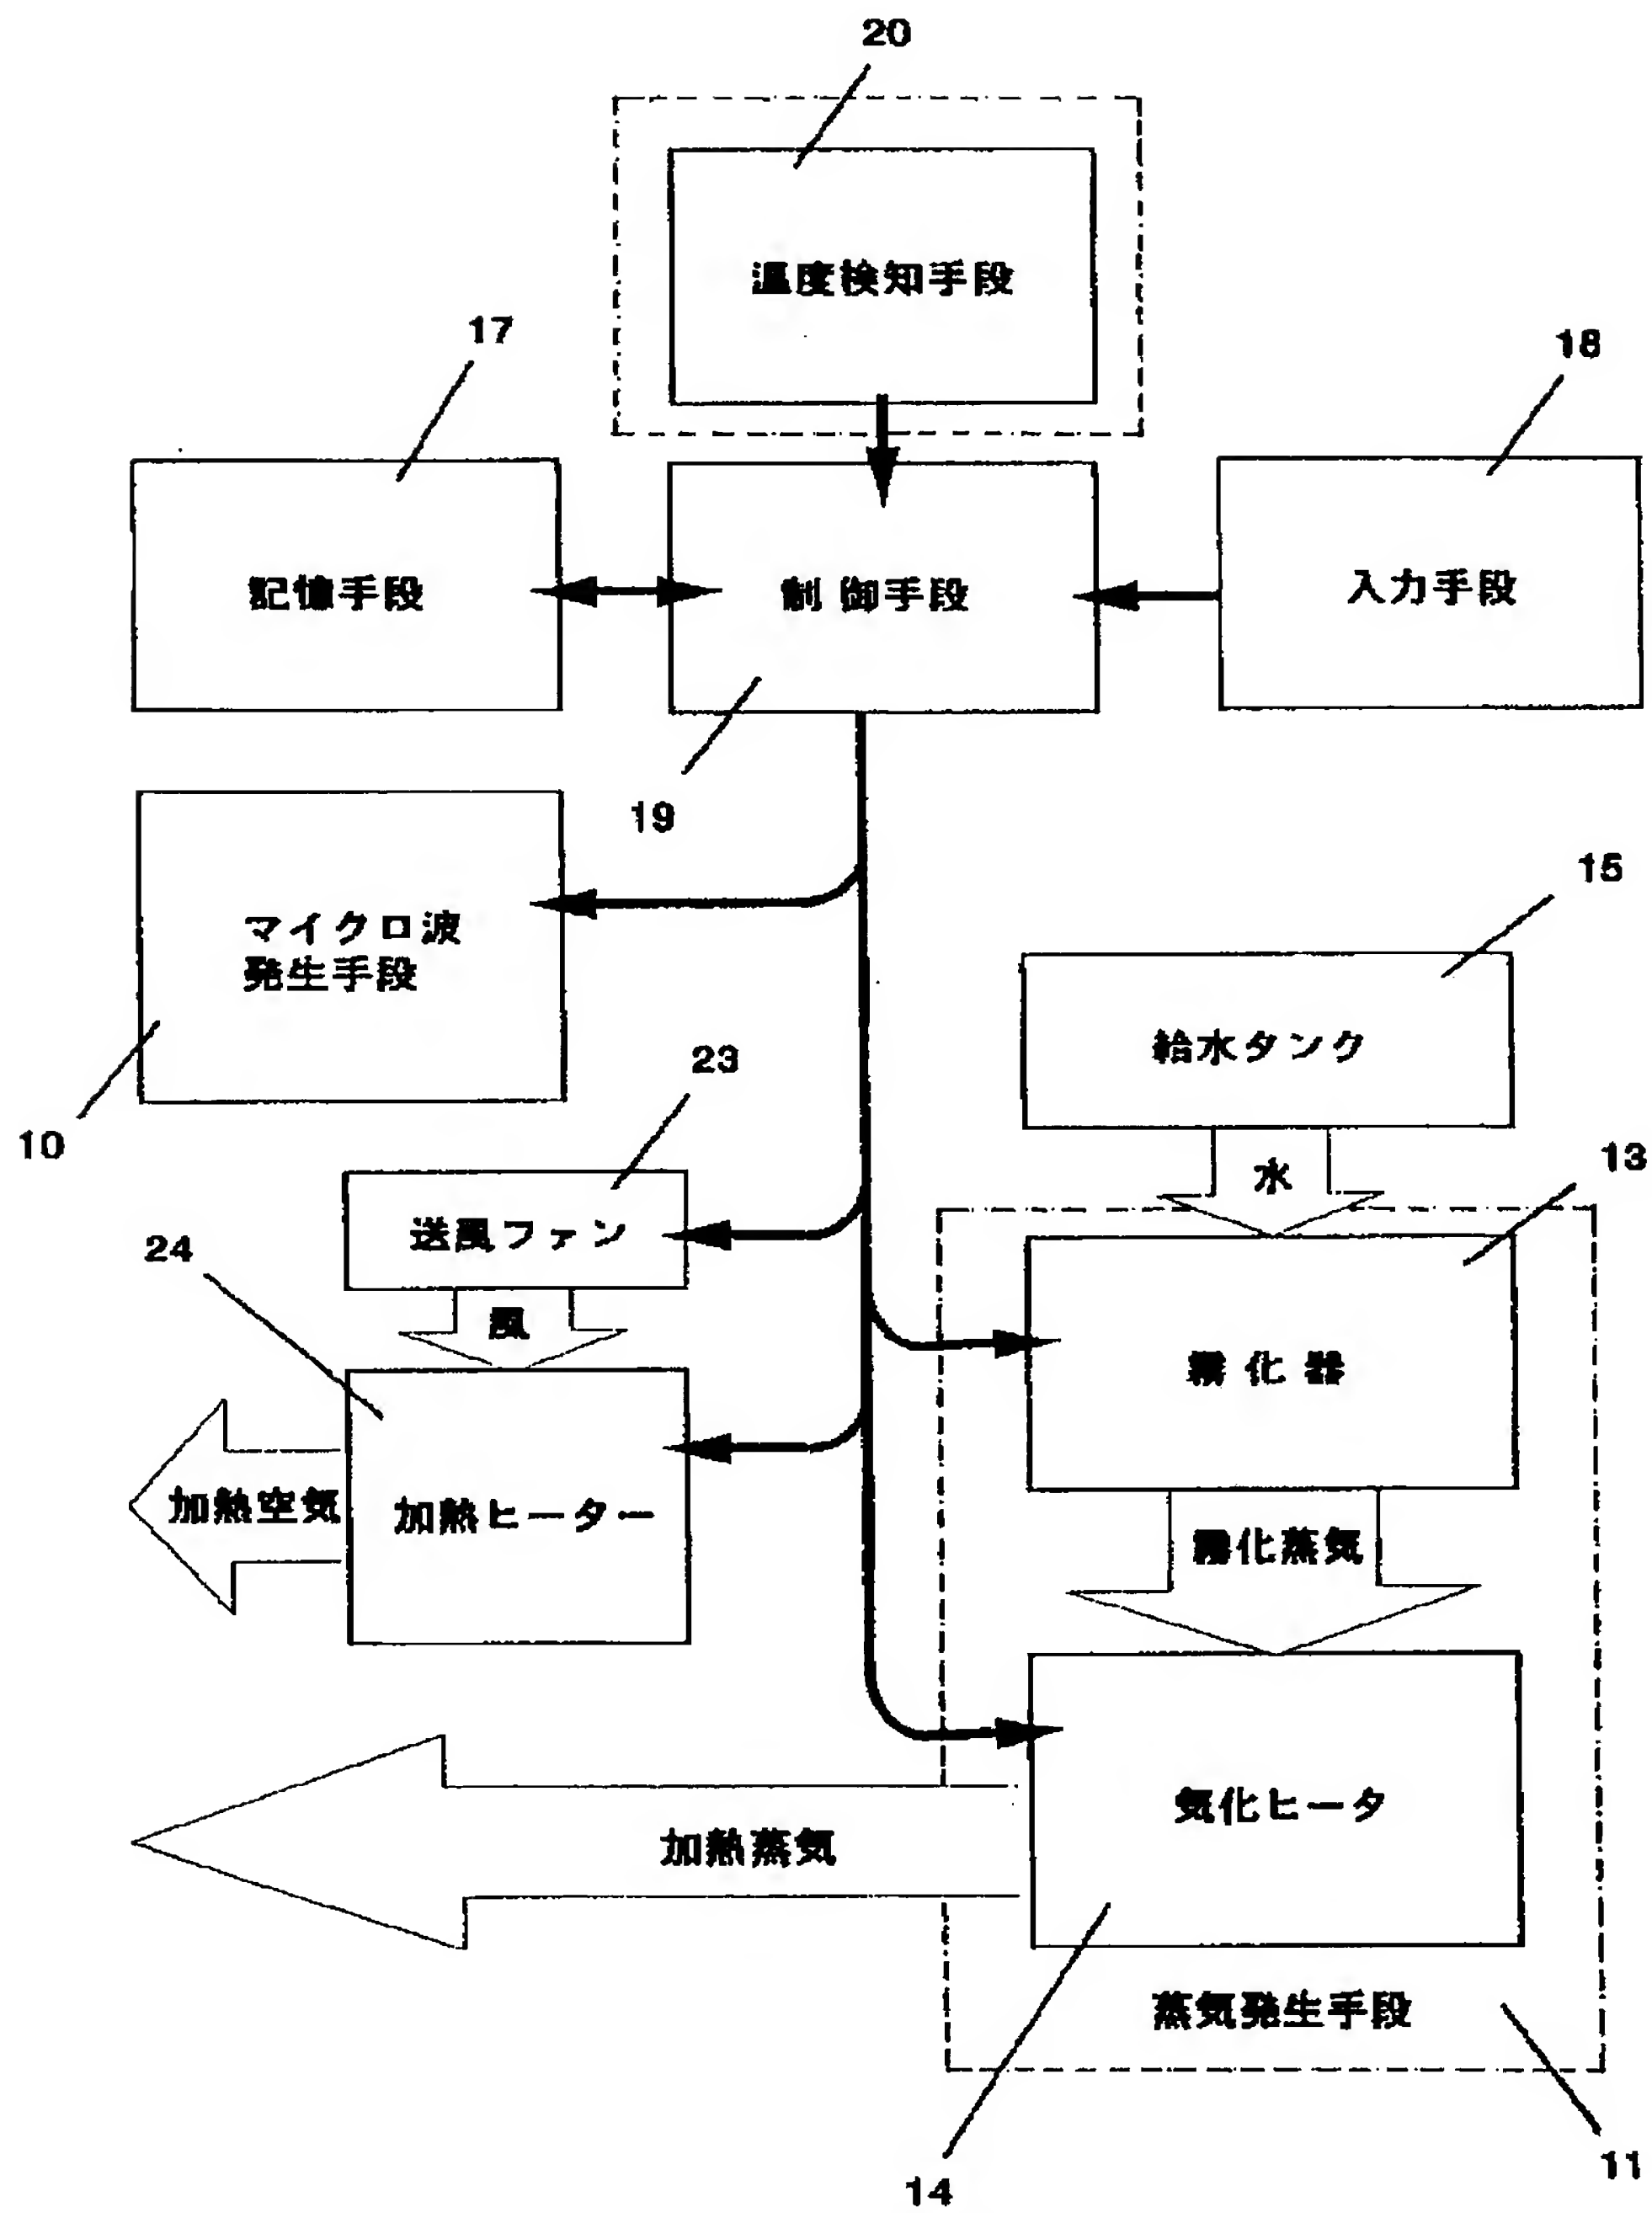 20
温度検知手段
17
18
記憶手段
制御手段
入力手段
19
マイクロ波
発生手段
10
15
給水タンク
23
水
13
送風ファン
24
風
霧化器
加熱空気
加熱ヒーター
霧化蒸気
気化ヒータ
加熱蒸気
蒸気発生手段
14
11